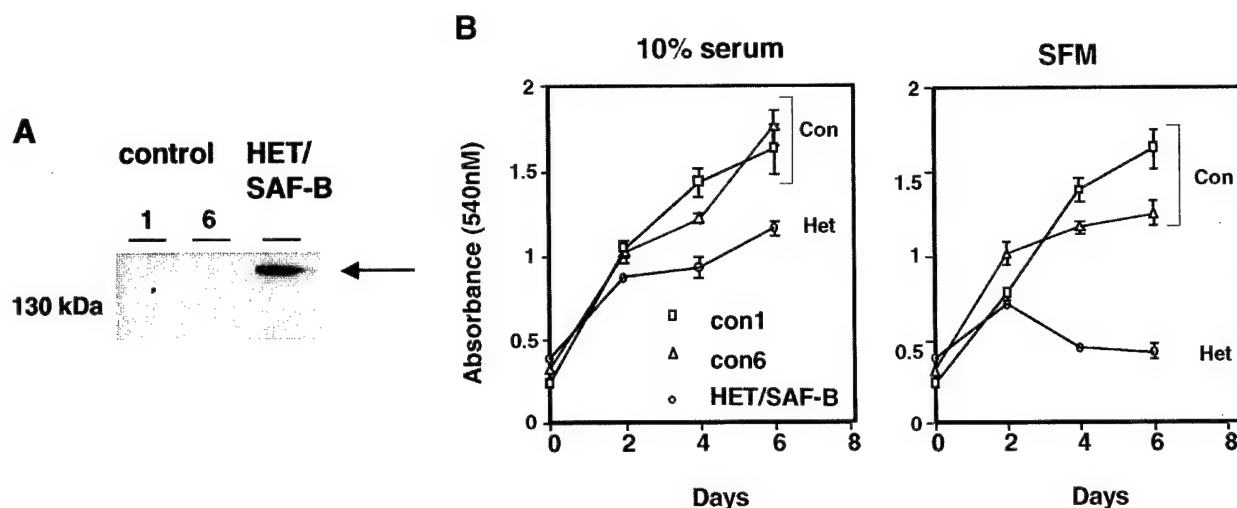 A
control
HET/
SAF-B
1
6
130 kDa
B
10% serum
Absorbance (540nM)
2
1.5
1
0.5
0
0
2
4
6
8
Days
Con
Het
con1
con6
HET/SAF-B
SFM
2
1.5
1
0.5
0
0
2
4
6
8
Days
Con
Het